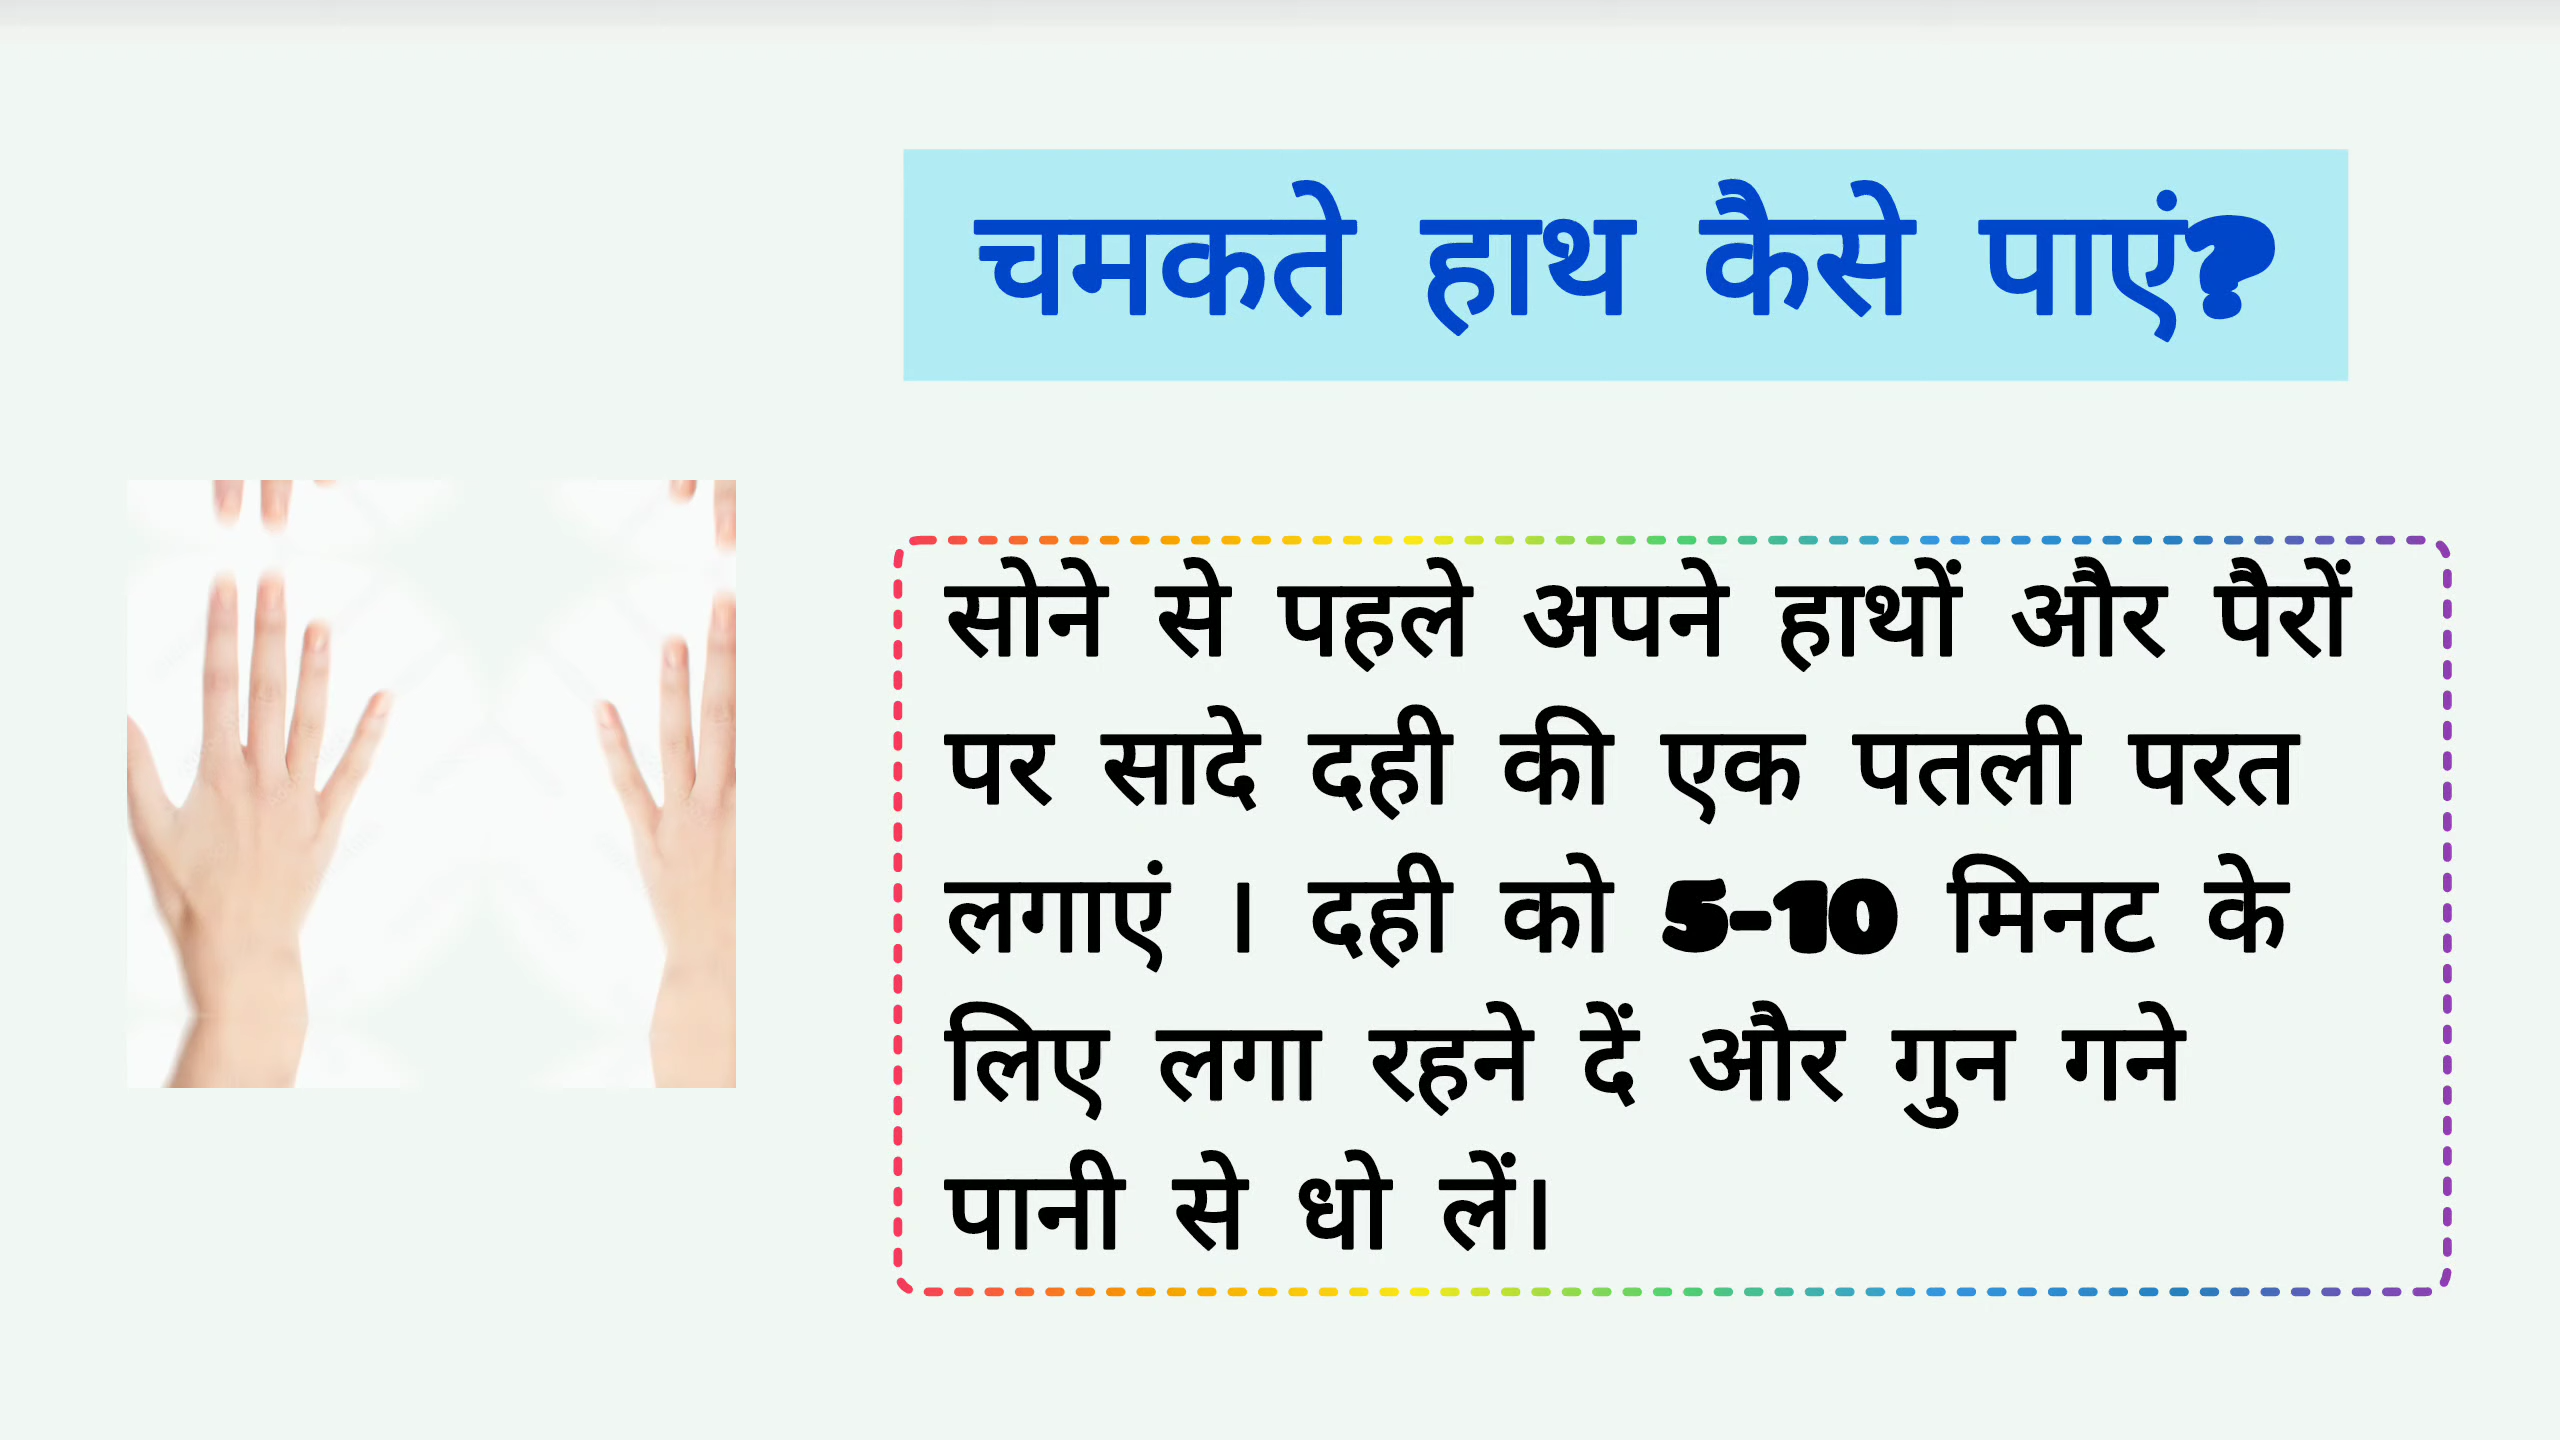 चमकते हाथ कैसे पाएं?
सोने से पहले अपने हाथों और पैरों
पर सादे दही की एक पतली परत
लगाएं । दही को 5-10 मिनट के
लिए लगा रहने दें और गुन गने
पानी से धो लें।